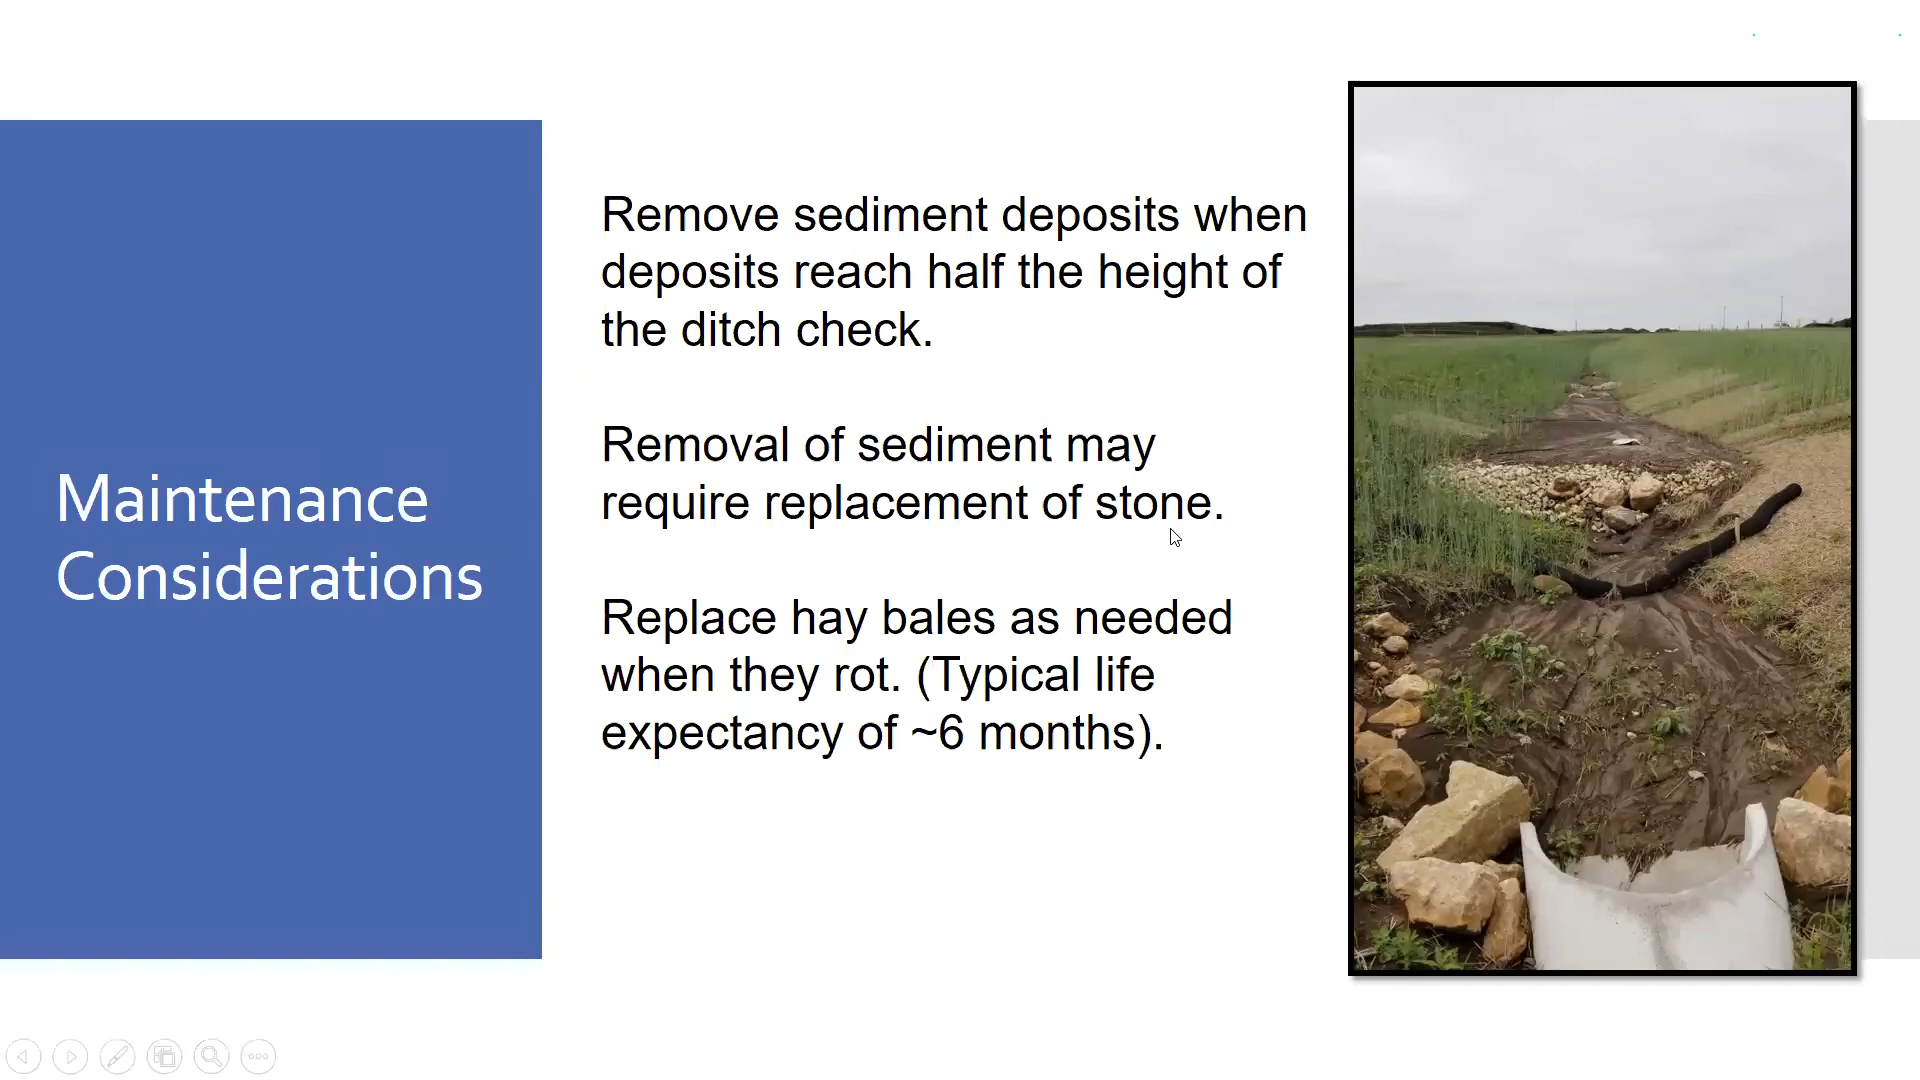 Maintenance
Considerations
Remove sediment deposits when
deposits reach half the height of
the ditch check.
Removal of sediment may
require replacement of stone.
Replace hay bales as needed
when they rot. (Typical life
expectancy of ~6 months).